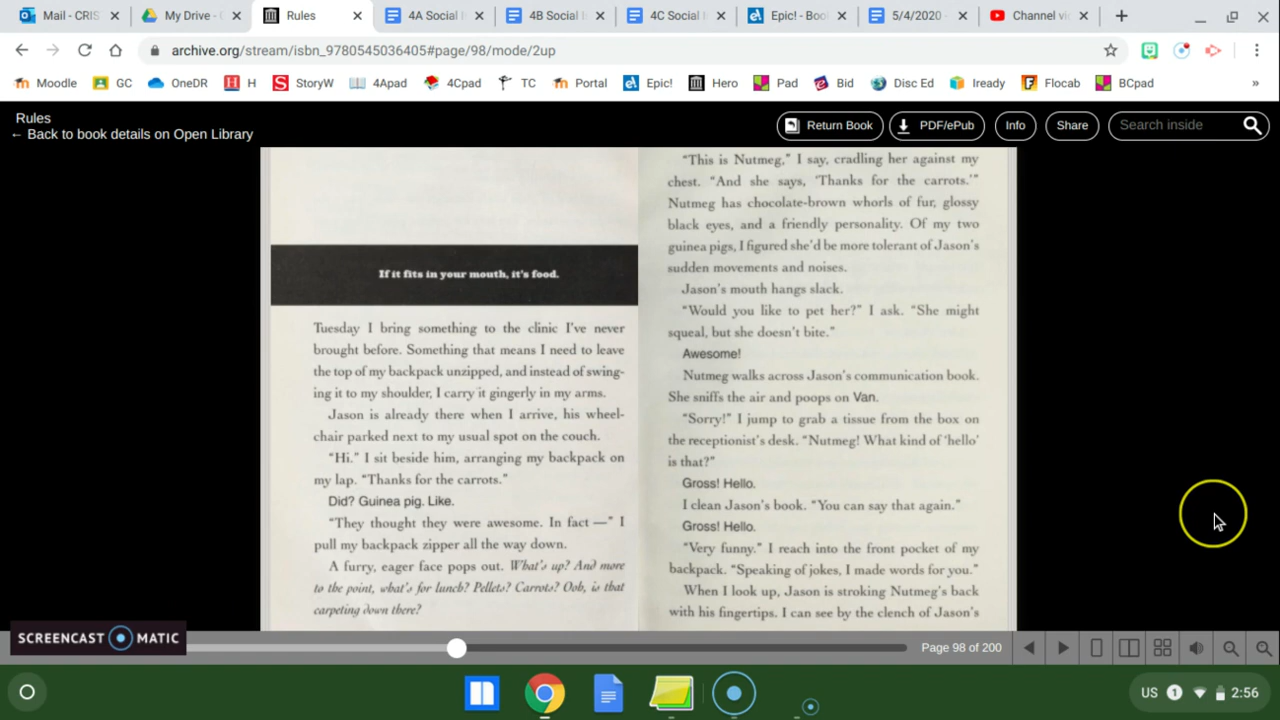 Mail - CRIS
My Drive -
Rules
4A Social
4B Social
4C Social
Epic! - Boo
5/4/2020
Channel vi
archive.org/stream/isbn_9780545036405#page/98/mode/2up
Moodle
GC
OneDR
H
StoryW
4Apad
4Cpad
TC
Portal
Epic!
Hero
Pad
Bid
Disc Ed
Iready
Flocab
BCpad
»
Rules
← Back to book details on Open Library
Return Book
PDF/ePub
Info
Share
Search inside
If it fits in your mouth, it's food.
Tuesday I bring something to the clinic I've never
brought before. Something that means I need to leave
the top of my backpack unzipped, and instead of swing-
ing it to my shoulder, I carry it gingerly in my arms.
Jason is already there when I arrive, his wheel-
chair parked next to my usual spot on the couch.
"Hi." I sit beside him, arranging my backpack on
my lap. "Thanks for the carrots."
Did? Guinea pig. Like.
"They thought they were awesome. In fact —" I
pull my backpack zipper all the way down.
A furry, eager face pops out. What's up? And more
to the point, what's for lunch? Pellets? Carrots? Ooh, is that
carpeting down there?
"This is Nutmeg," I say, cradling her against my
chest. "And she says, 'Thanks for the carrots.'"
Nutmeg has chocolate-brown whorls of fur, glossy
black eyes, and a friendly personality. Of my two
guinea pigs, I figured she'd be more tolerant of Jason's
sudden movements and noises.
Jason's mouth hangs slack.
"Would you like to pet her?" I ask. "She might
squeal, but she doesn't bite."
Awesome!
Nutmeg walks across Jason's communication book.
She sniffs the air and poops on Van.
"Sorry!" I jump to grab a tissue from the box on
the receptionist's desk. "Nutmeg! What kind of 'hello'
is that?"
Gross! Hello.
I clean Jason's book. "You can say that again."
Gross! Hello.
"Very funny." I reach into the front pocket of my
backpack. "Speaking of jokes, I made words for you."
When I look up, Jason is stroking Nutmeg's back
with his fingertips. I can see by the clench of Jason's
SCREENCAST MATIC
Page 98 of 200
US 1 2:56